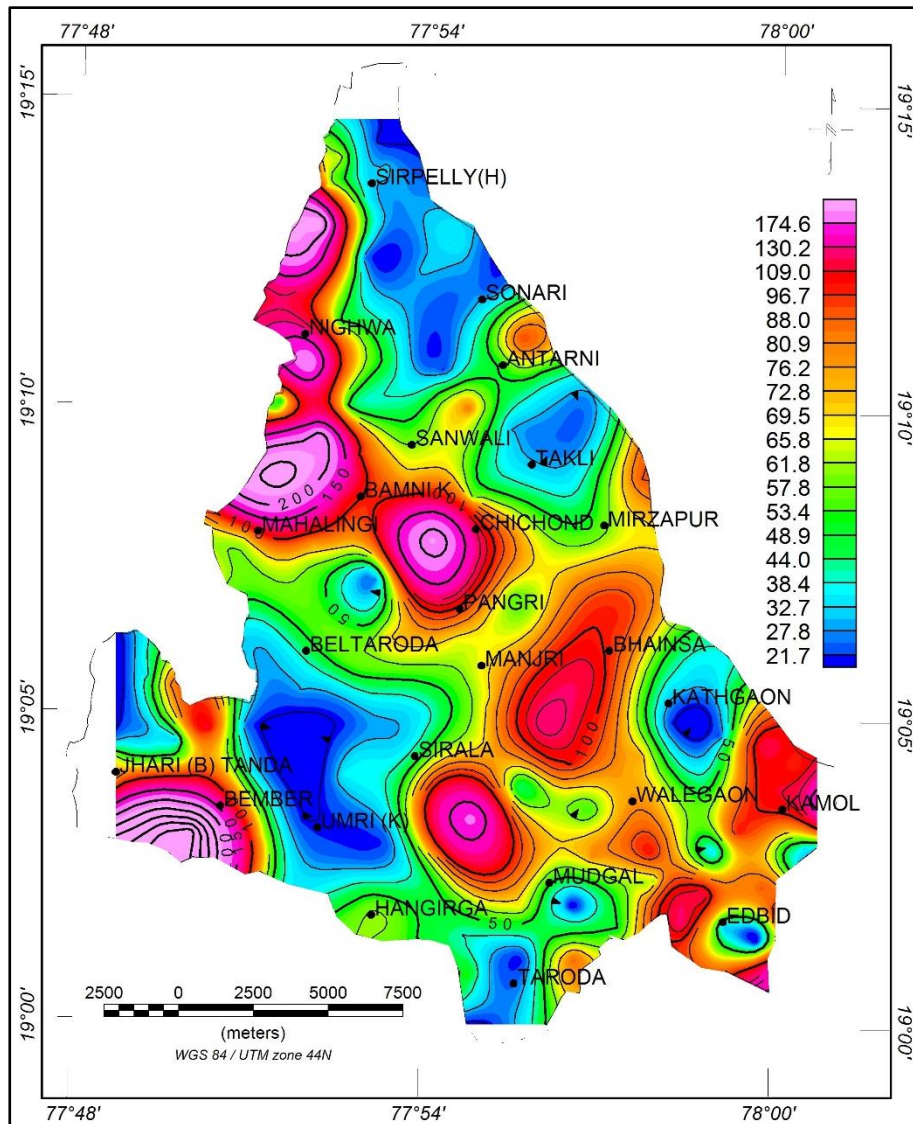 77°48' 77°54' 78°00'
19°15' 19°15'
SIRPELLY(H)
174.6
130.2
109.0
96.7
88.0
80.9
76.2
72.8
69.5
65.8
61.8
57.8
53.4
48.9
44.0
38.4
32.7
27.8
21.7
SONARI
NIGHWA
ANTARNI
19°10' 19°10'
SANWALI
TAKLI
200 150
BAMNI K
100
MAHALINGI
100
CHICHOND
MIRZAPUR
50
PANGRI
BELTARODA
MANJRI
BHAINSA
KATHGAON
19°05' 19°05'
100
50
SIRALA
JHARI (B) TANDA
BEMBER
WALEGAON
KAMOL
100
150
UMRI (K)
MUDGAL
HANGIRGA
50
EDBID
TARODA
2500 0 2500 5000 7500
(meters)
WGS 84 / UTM zone 44N
19°00' 19°00'
77°48' 77°54' 78°00'